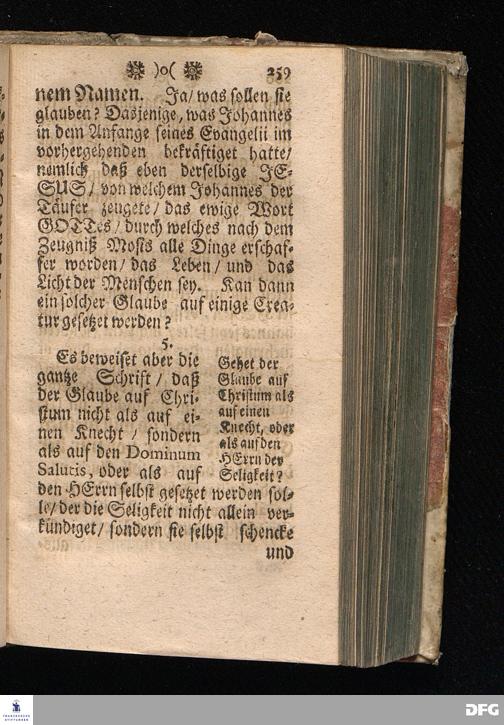 )o( 259
nem Namen. Ja/ was sollen sie
glauben? Dasjenige, was Johannes
in dem Anfange seines Evangelii im
vorhergehenden bekräftiget hatte/
nemlich daß eben derselbige JE-
SUS/ von welchem Johannes der
Täufer zeugete/ das ewige Wort
GOTTes/ durch welches nach dem
Zeugniß Mosis alle Dinge erschaf-
fer worden/ das Leben/ und das
Licht der Menschen sey. Kan dann
ein solcher Glaube auf einige Crea-
tur gesetzet werden?
5.
Es beweiset aber die
gantze Schrift/ daß
der Glaube auf Chri-
stum nicht als auf ei-
nen Knecht/ sondern
als auf den Dominum
Salutis, oder als auf
den HErrn selbst gesetzet werden sol-
le/ der die Seligkeit nicht allein ver-
kündiget/ sondern sie selbst schencke
und
Gehet der
Glaube auf
Christum als
auf einen
Knecht, oder
als auf den
HErrn der
Seligkeit?
FRANCKESCHE
STIFTUNGEN
DFG